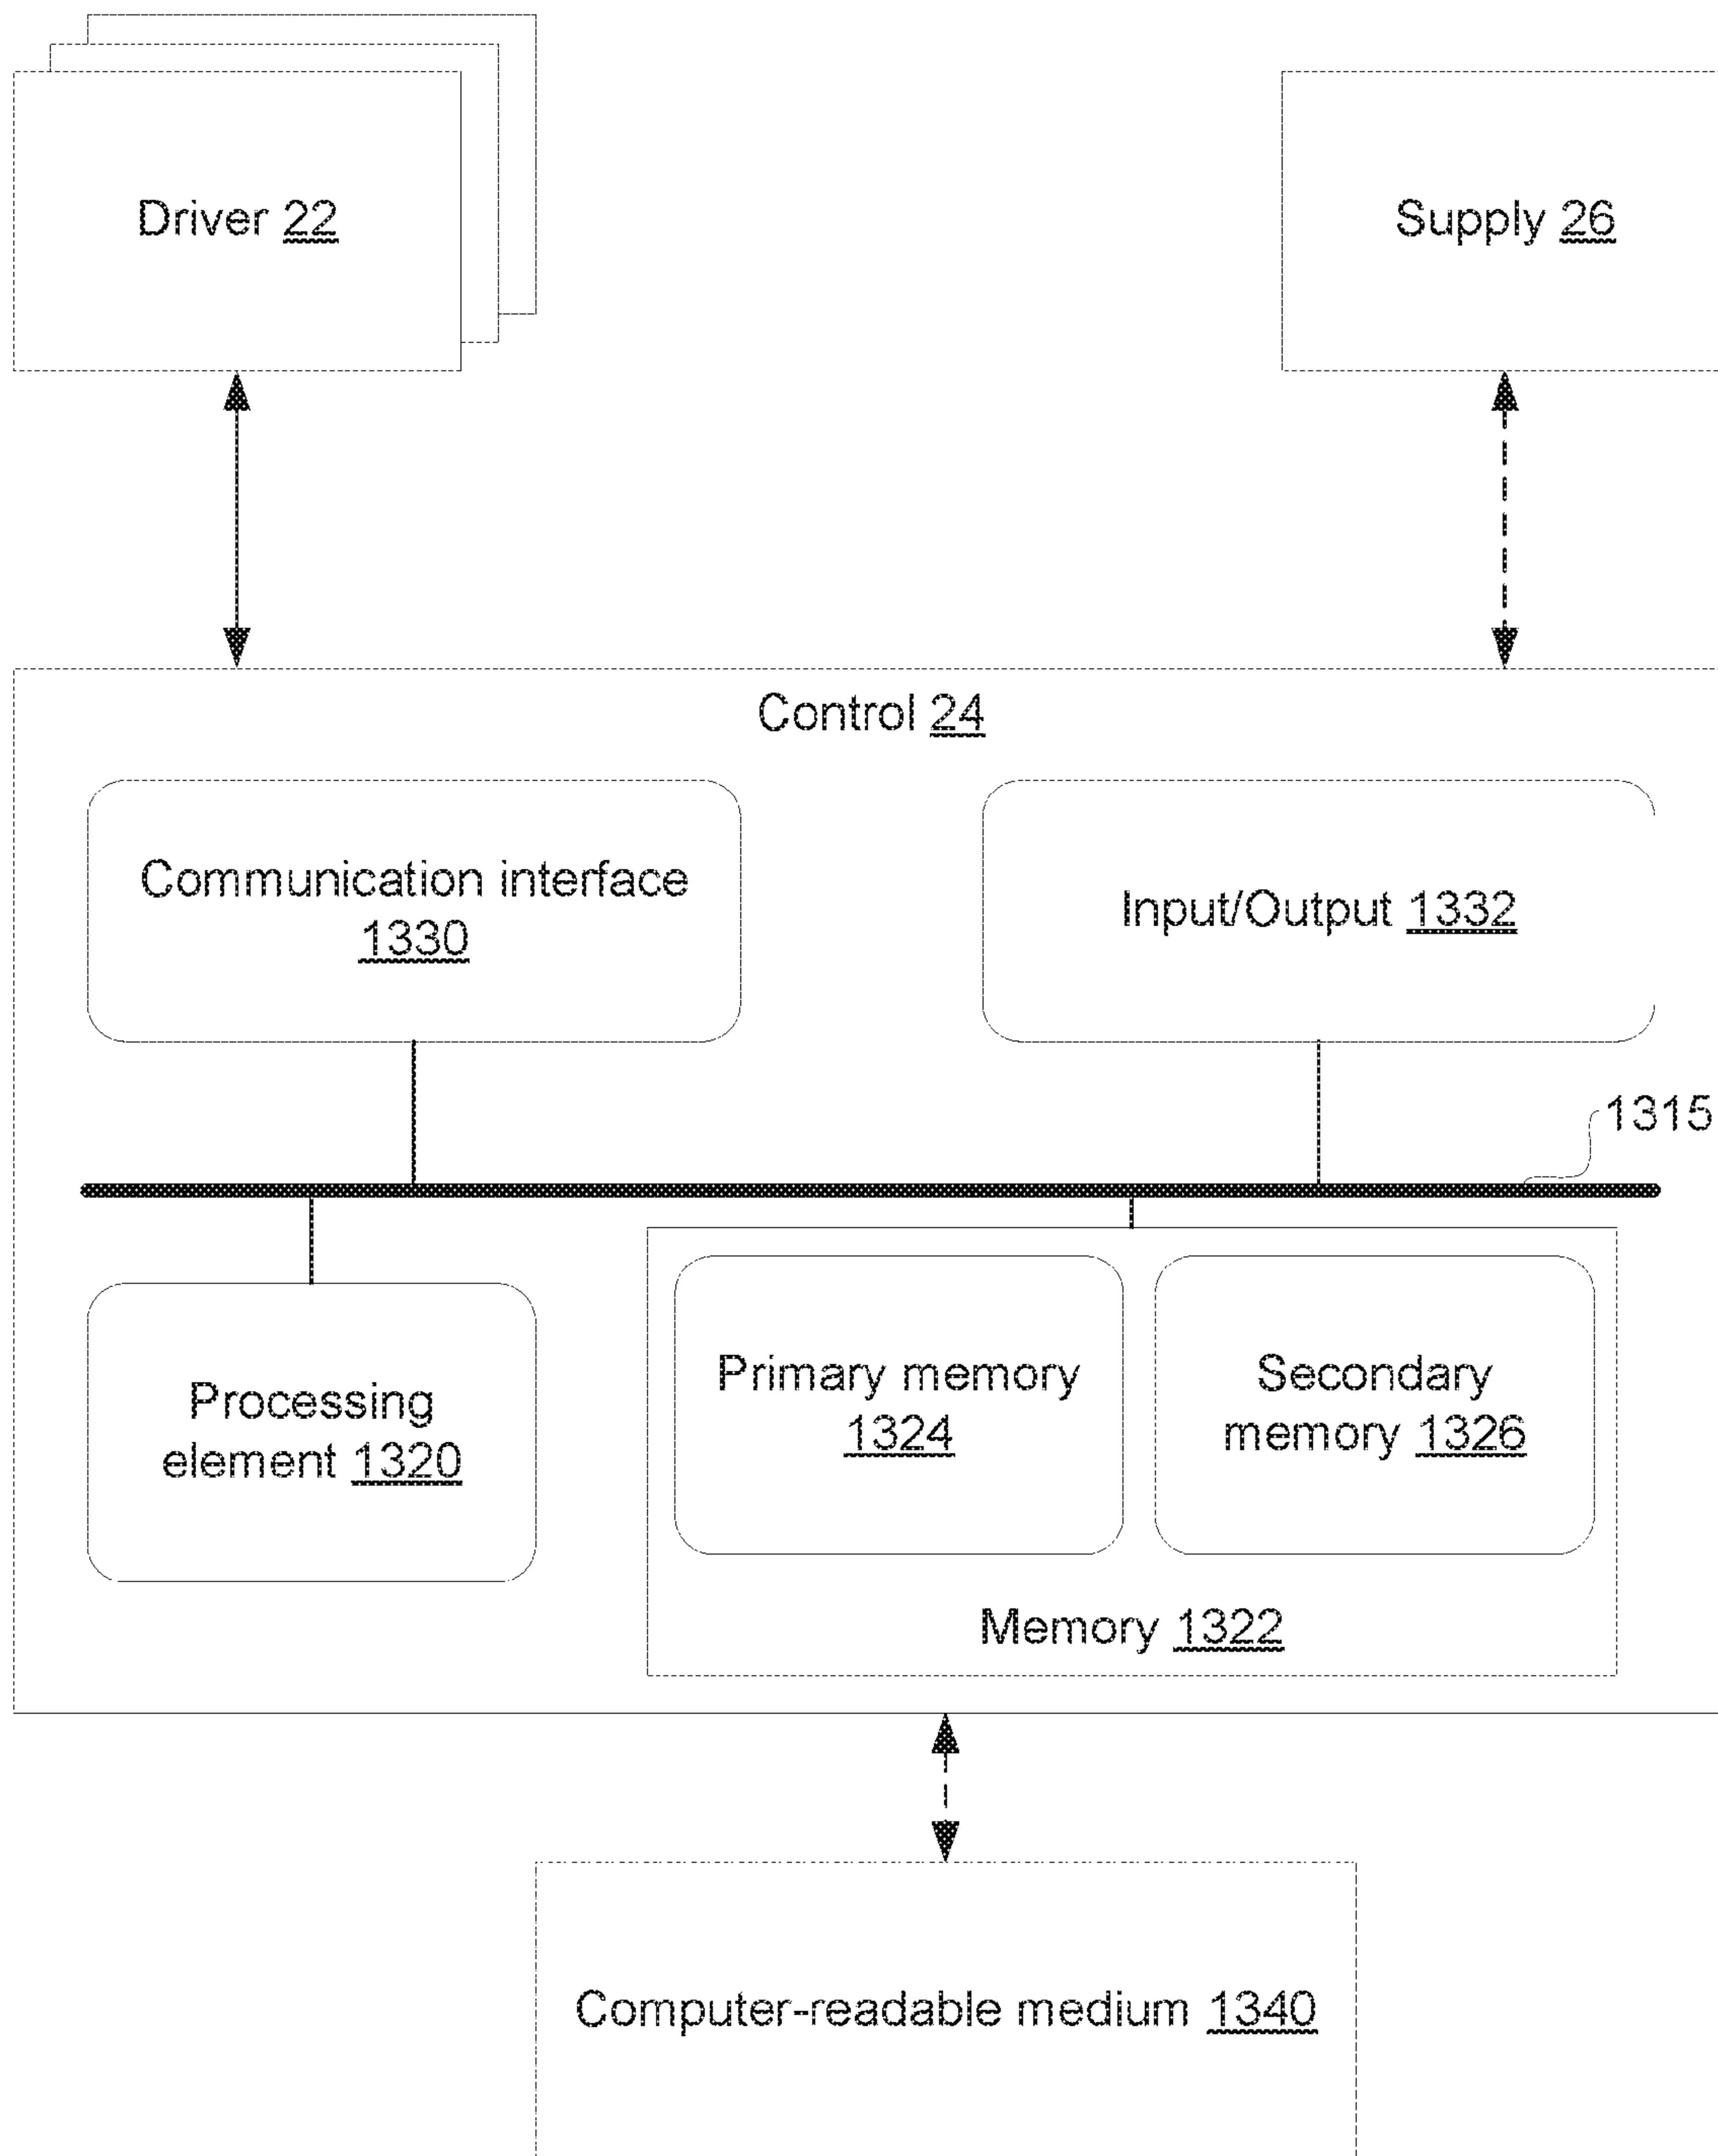 Driver 22
Supply 26
Control 24
Communication interface
1330
Input/Output 1332
1315
Processing
element 1320
Primary memory
1324
Secondary
memory 1326
Memory 1322
Computer-readable medium 1340